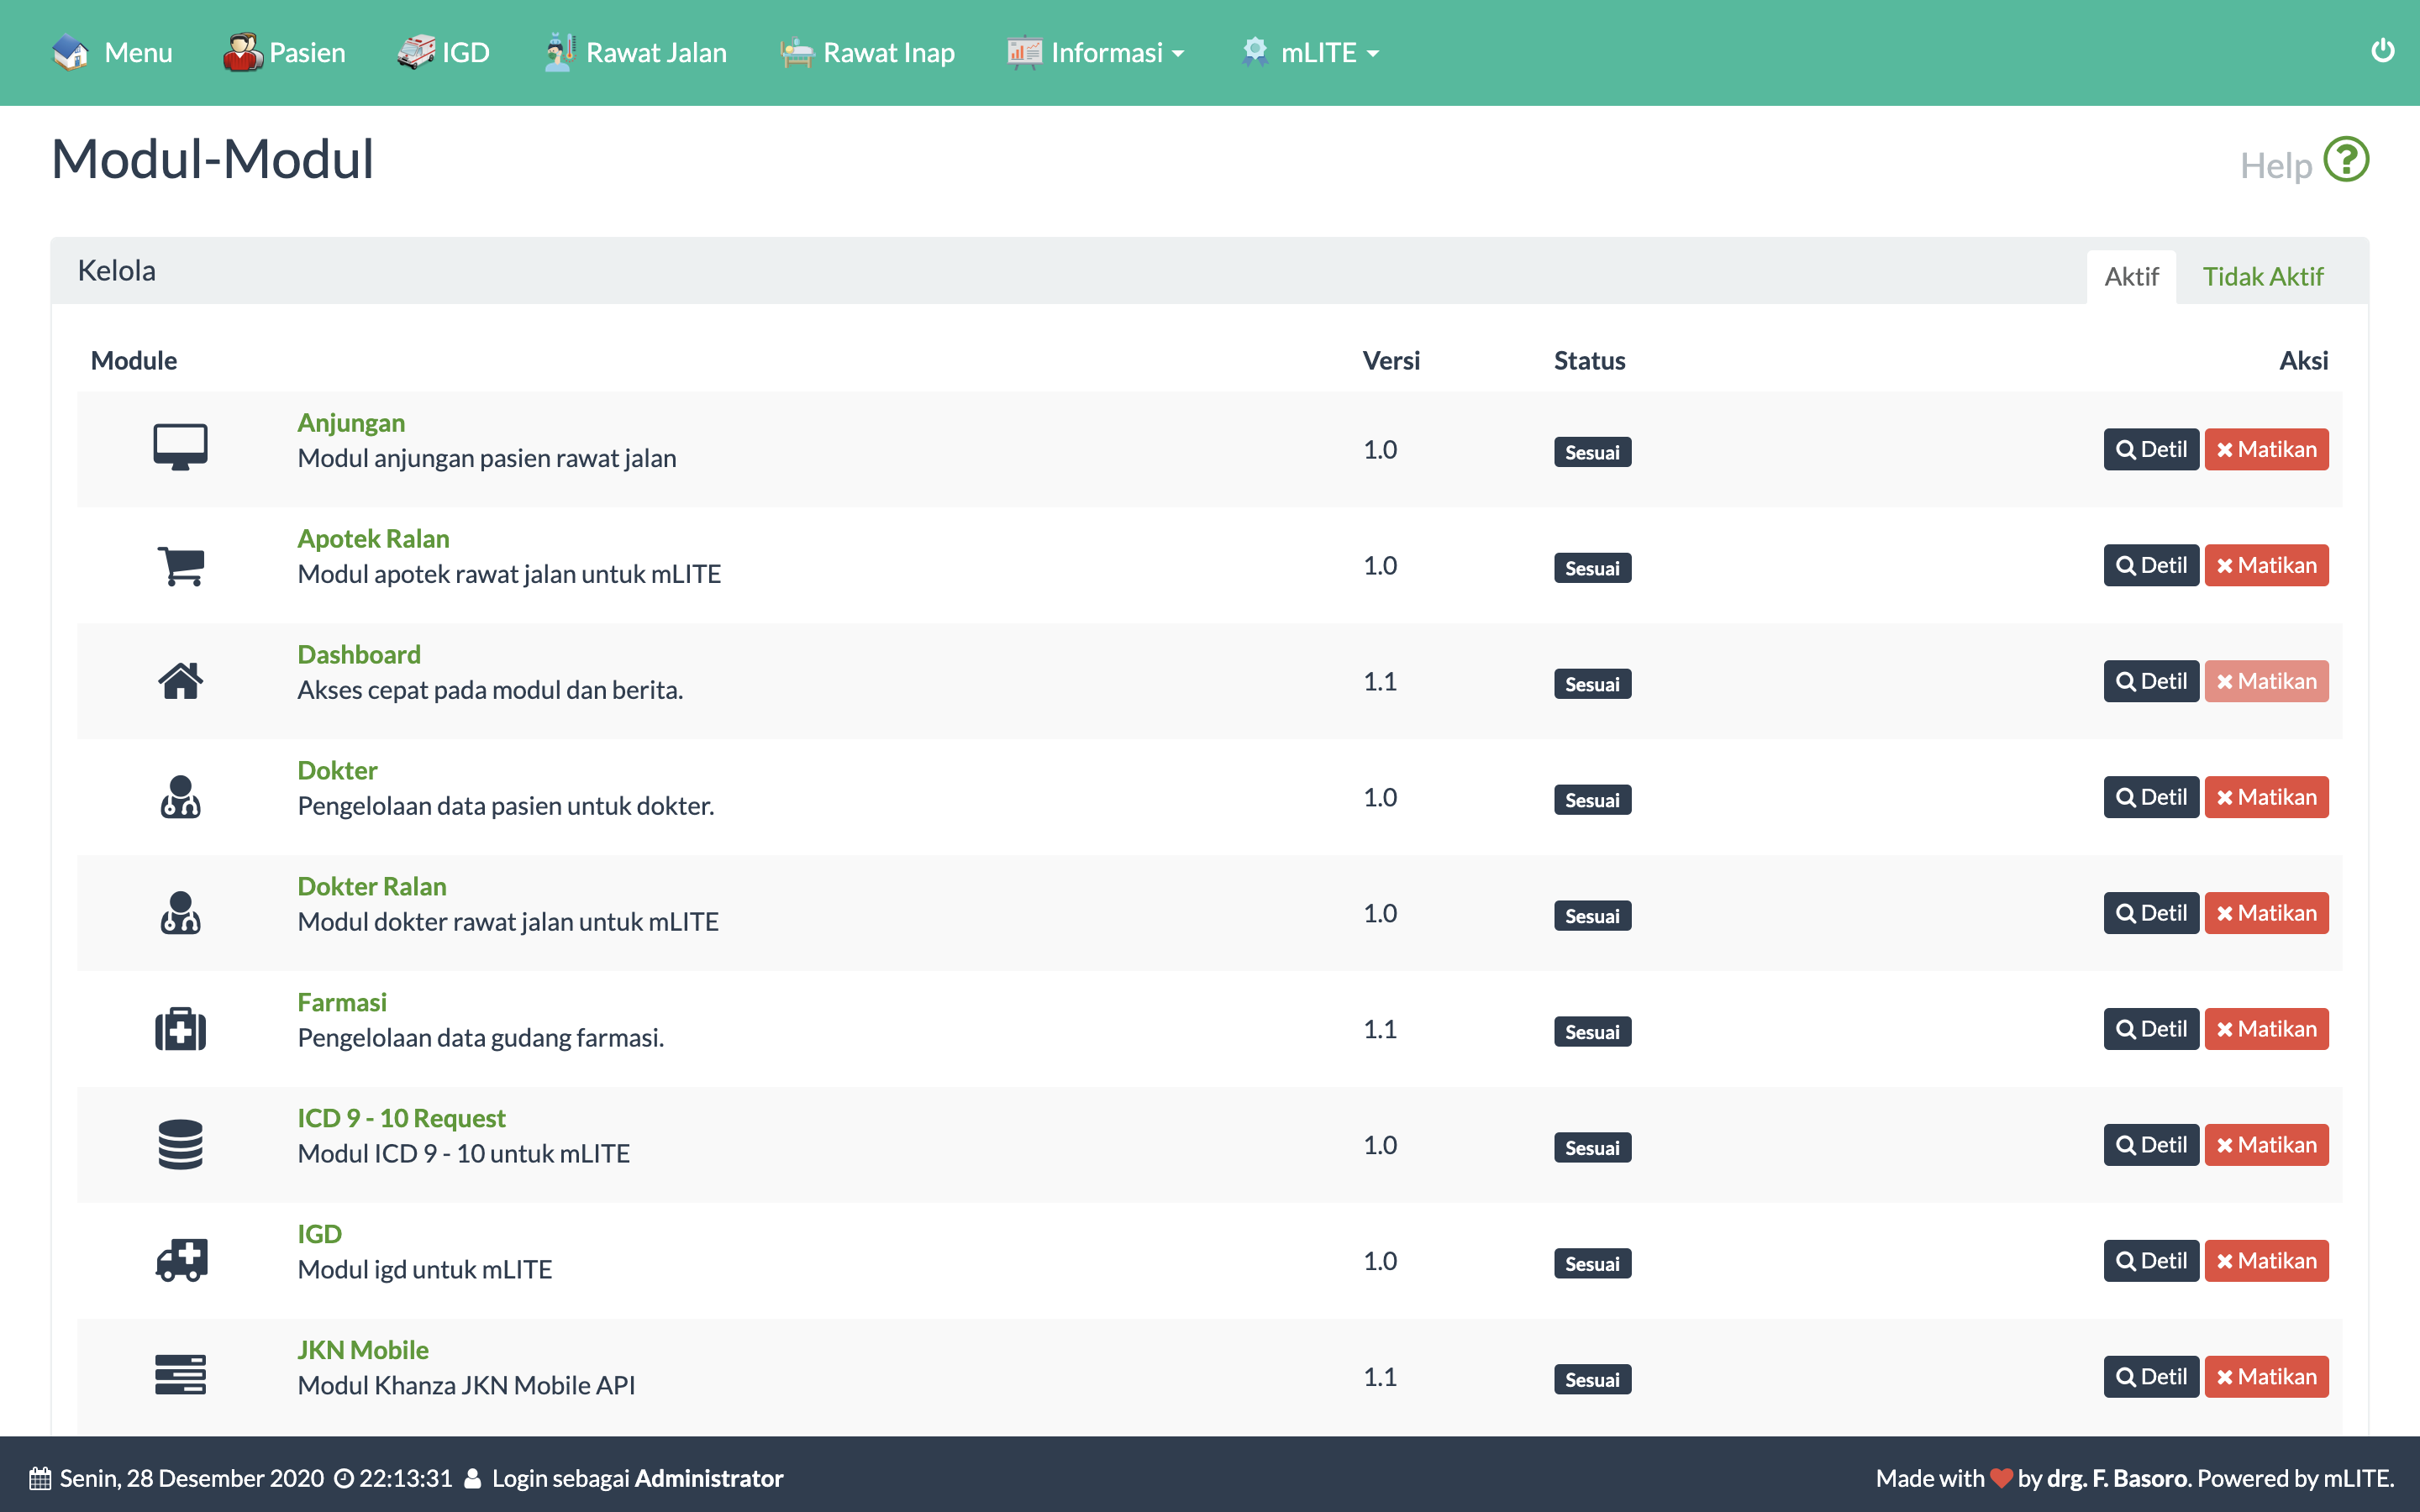 Menu Pasien IGD Rawat Jalan Rawat Inap Informasi mLITE
Modul-Modul
Help
Kelola
Aktif Tidak Aktif
Module Versi Status Aksi
Anjungan
Modul anjungan pasien rawat jalan
1.0 Sesuai Detil Matikan
Apotek Ralan
Modul apotek rawat jalan untuk mLITE
1.0 Sesuai Detil Matikan
Dashboard
Akses cepat pada modul dan berita.
1.1 Sesuai Detil Matikan
Dokter
Pengelolaan data pasien untuk dokter.
1.0 Sesuai Detil Matikan
Dokter Ralan
Modul dokter rawat jalan untuk mLITE
1.0 Sesuai Detil Matikan
Farmasi
Pengelolaan data gudang farmasi.
1.1 Sesuai Detil Matikan
ICD 9 - 10 Request
Modul ICD 9 - 10 untuk mLITE
1.0 Sesuai Detil Matikan
IGD
Modul igd untuk mLITE
1.0 Sesuai Detil Matikan
JKN Mobile
Modul Khanza JKN Mobile API
1.1 Sesuai Detil Matikan
Senin, 28 Desember 2020 22:13:31 Login sebagai Administrator
Made with by drg. F. Basoro. Powered by mLITE.